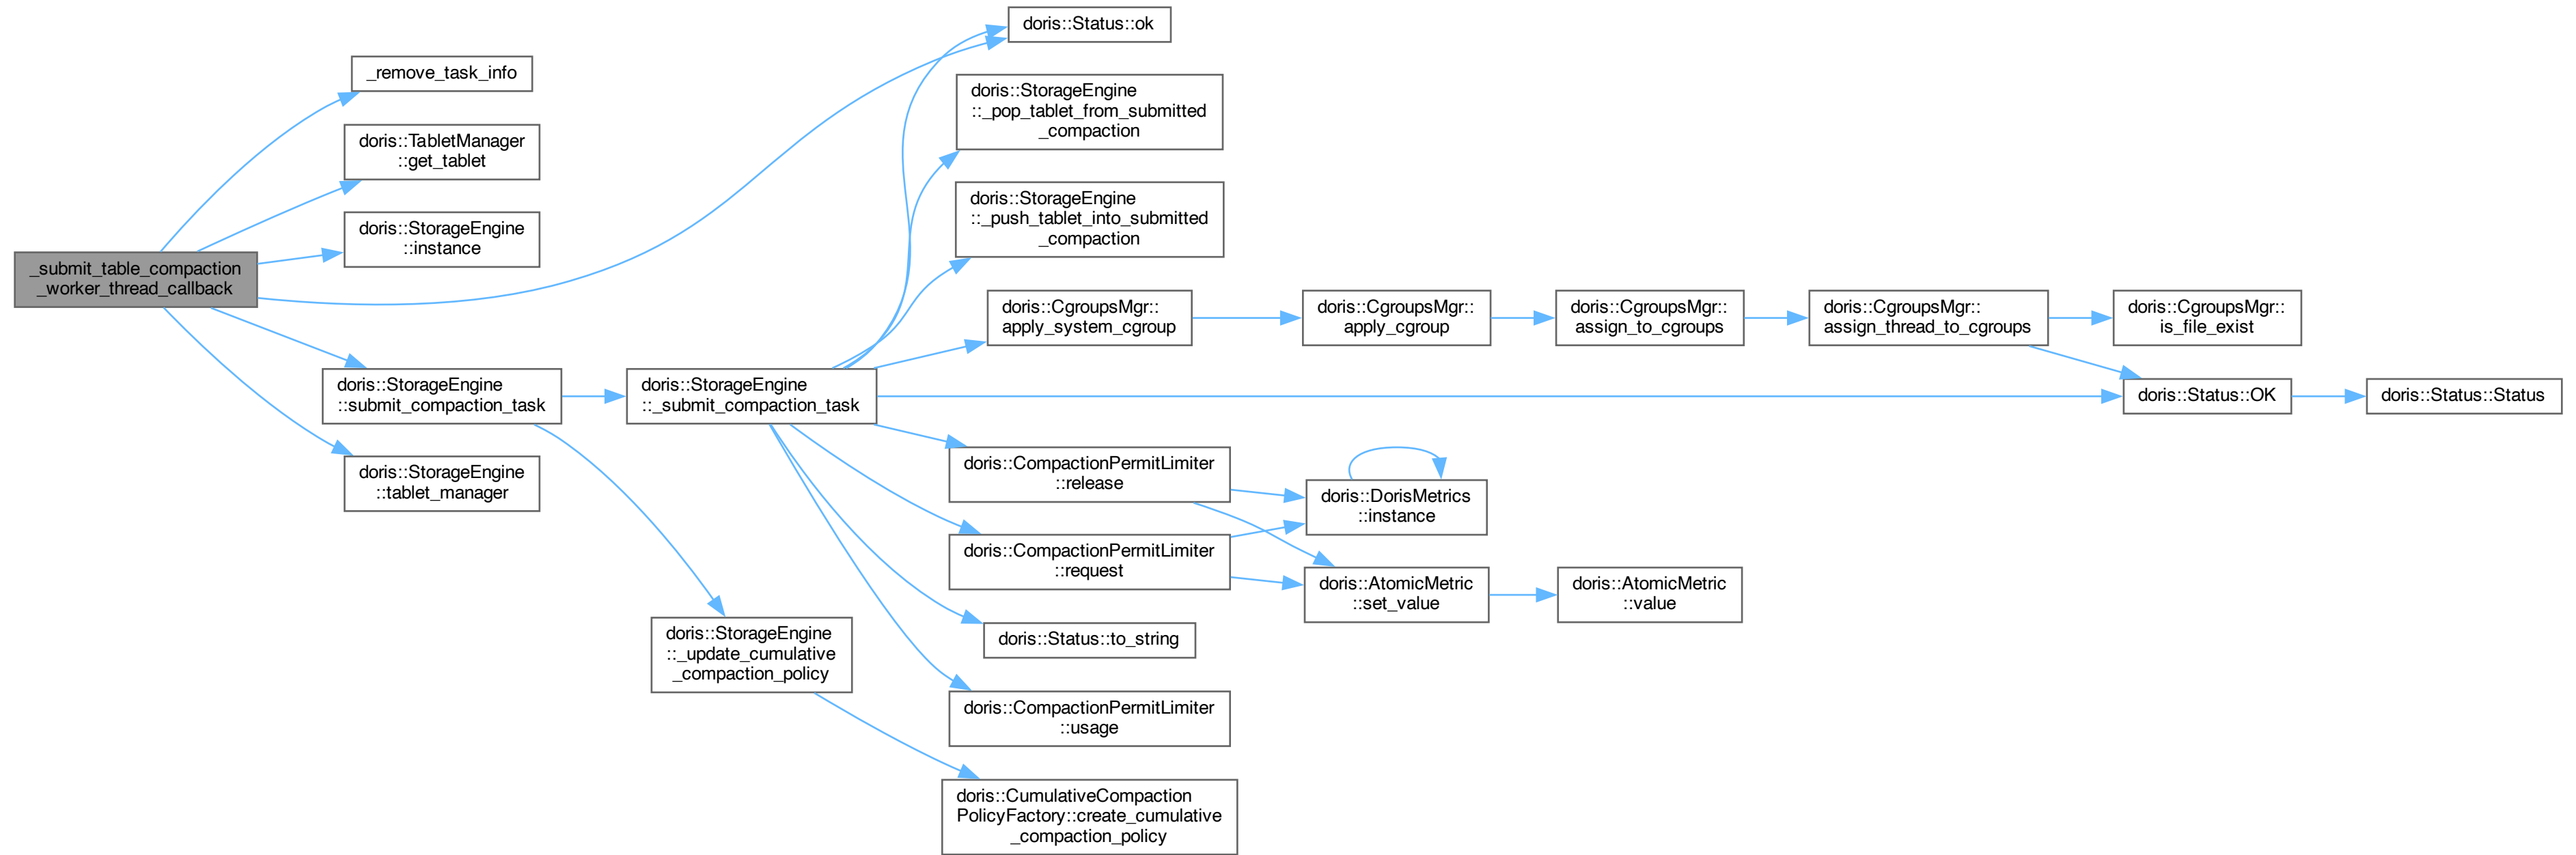 _submit_table_compaction
_worker_thread_callback
_remove_task_info
doris::TabletManager
::get_tablet
doris::StorageEngine
::instance
doris::StorageEngine
::submit_compaction_task
doris::StorageEngine
::tablet_manager
doris::StorageEngine
::_submit_compaction_task
doris::StorageEngine
::_update_cumulative
_compaction_policy
doris::Status::ok
doris::StorageEngine
::_pop_tablet_from_submitted
_compaction
doris::StorageEngine
::_push_tablet_into_submitted
_compaction
doris::CgroupsMgr::
apply_system_cgroup
doris::CompactionPermitLimiter
::release
doris::CompactionPermitLimiter
::request
doris::Status::to_string
doris::CompactionPermitLimiter
::usage
doris::CumulativeCompaction
PolicyFactory::create_cumulative
_compaction_policy
doris::CgroupsMgr::
apply_cgroup
doris::DorisMetrics
::instance
doris::AtomicMetric
::set_value
doris::CgroupsMgr::
assign_to_cgroups
doris::AtomicMetric
::value
doris::CgroupsMgr::
assign_thread_to_cgroups
doris::CgroupsMgr::
is_file_exist
doris::Status::OK
doris::Status::Status